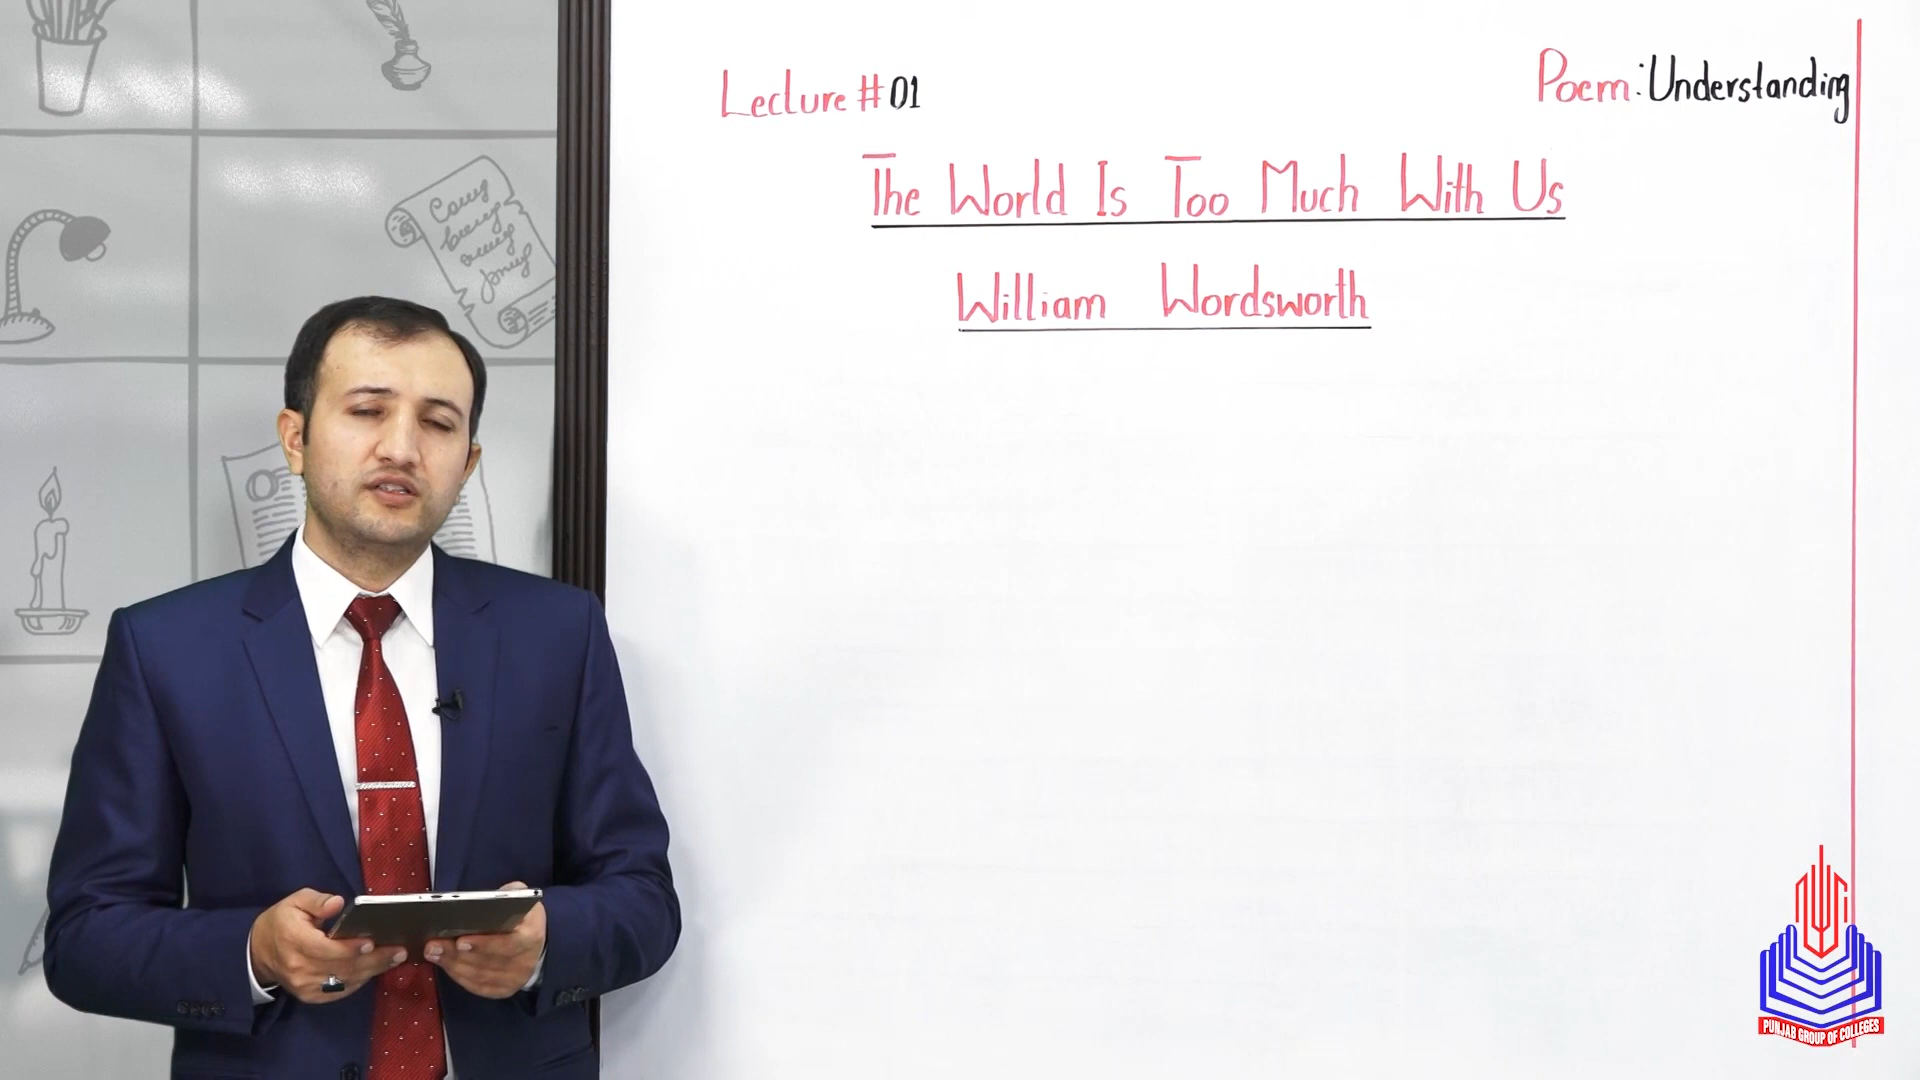 Lecture # 01
Poem: Understanding
The World Is Too Much With Us
William Wordsworth
PUNJAB GROUP OF COLLEGES